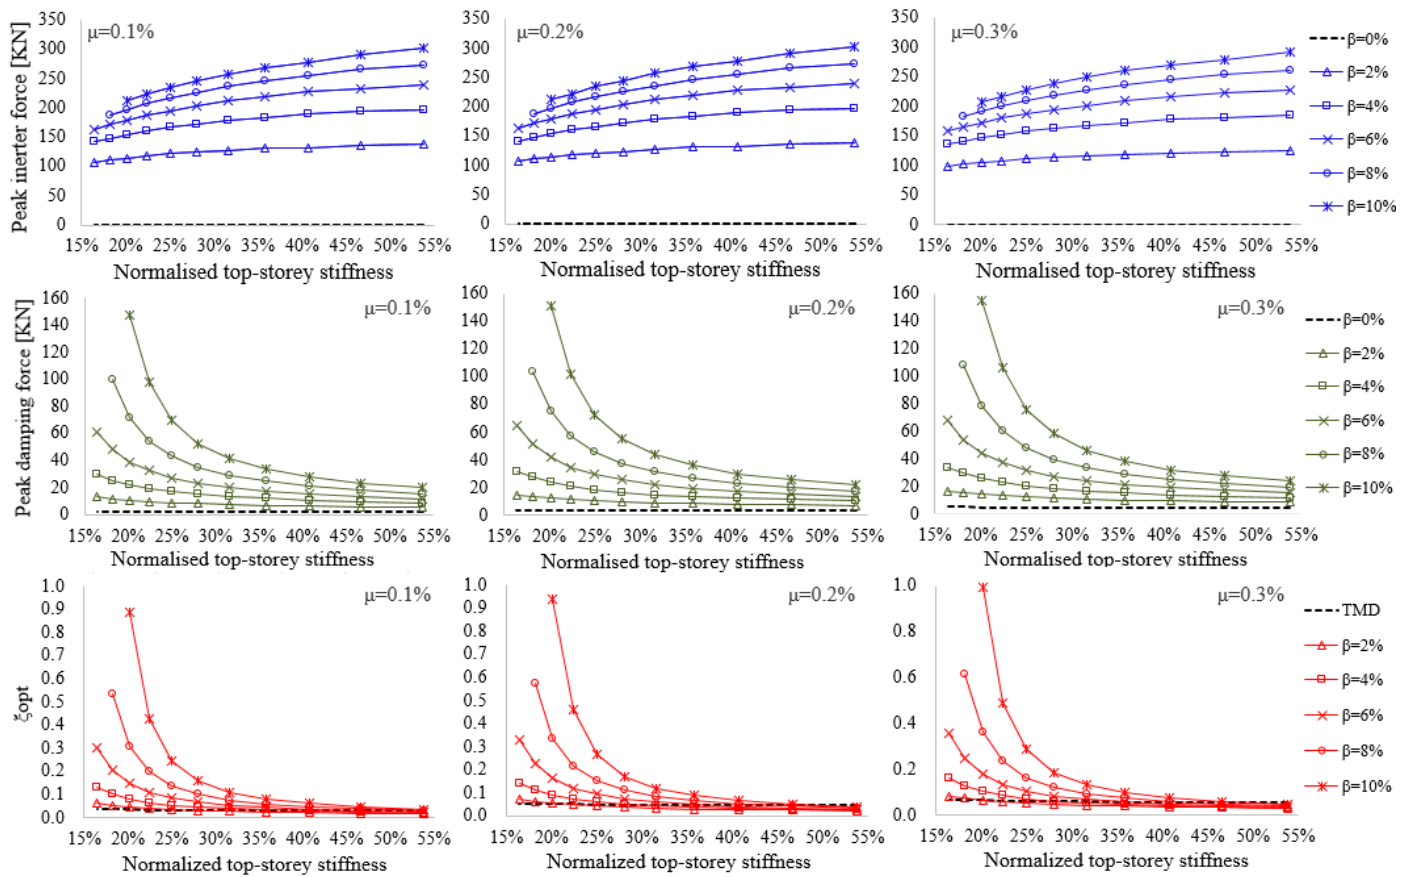 Peak inerter force [KN]
350
300
250
200
150
100
50
0
μ=0.1%
15% 20% 25% 30% 35% 40% 45% 50% 55%
Normalised top-storey stiffness
350
300
250
200
150
100
50
0
μ=0.2%
15% 20% 25% 30% 35% 40% 45% 50% 55%
Normalised top-storey stiffness
350
300
250
200
150
100
50
0
μ=0.3%
15% 20% 25% 30% 35% 40% 45% 50% 55%
Normalised top-storey stiffness
β=0%
β=2%
β=4%
β=6%
β=8%
β=10%
Peak damping force [KN]
160
140
120
100
80
60
40
20
0
μ=0.1%
15% 20% 25% 30% 35% 40% 45% 50% 55%
Normalised top-storey stiffness
160
140
120
100
80
60
40
20
0
μ=0.2%
15% 20% 25% 30% 35% 40% 45% 50% 55%
Normalised top-storey stiffness
160
140
120
100
80
60
40
20
0
μ=0.3%
15% 20% 25% 30% 35% 40% 45% 50% 55%
Normalised top-storey stiffness
β=0%
β=2%
β=4%
β=6%
β=8%
β=10%
ξopt
1.0
0.9
0.8
0.7
0.6
0.5
0.4
0.3
0.2
0.1
0.0
μ=0.1%
15% 20% 25% 30% 35% 40% 45% 50% 55%
Normalized top-storey stiffness
1.0
0.9
0.8
0.7
0.6
0.5
0.4
0.3
0.2
0.1
0.0
μ=0.2%
15% 20% 25% 30% 35% 40% 45% 50% 55%
Normalized top-storey stiffness
1.0
0.8
0.6
0.4
0.2
0.0
μ=0.3%
15% 20% 25% 30% 35% 40% 45% 50% 55%
Normalized top-storey stiffness
TMD
β=2%
β=4%
β=6%
β=8%
β=10%